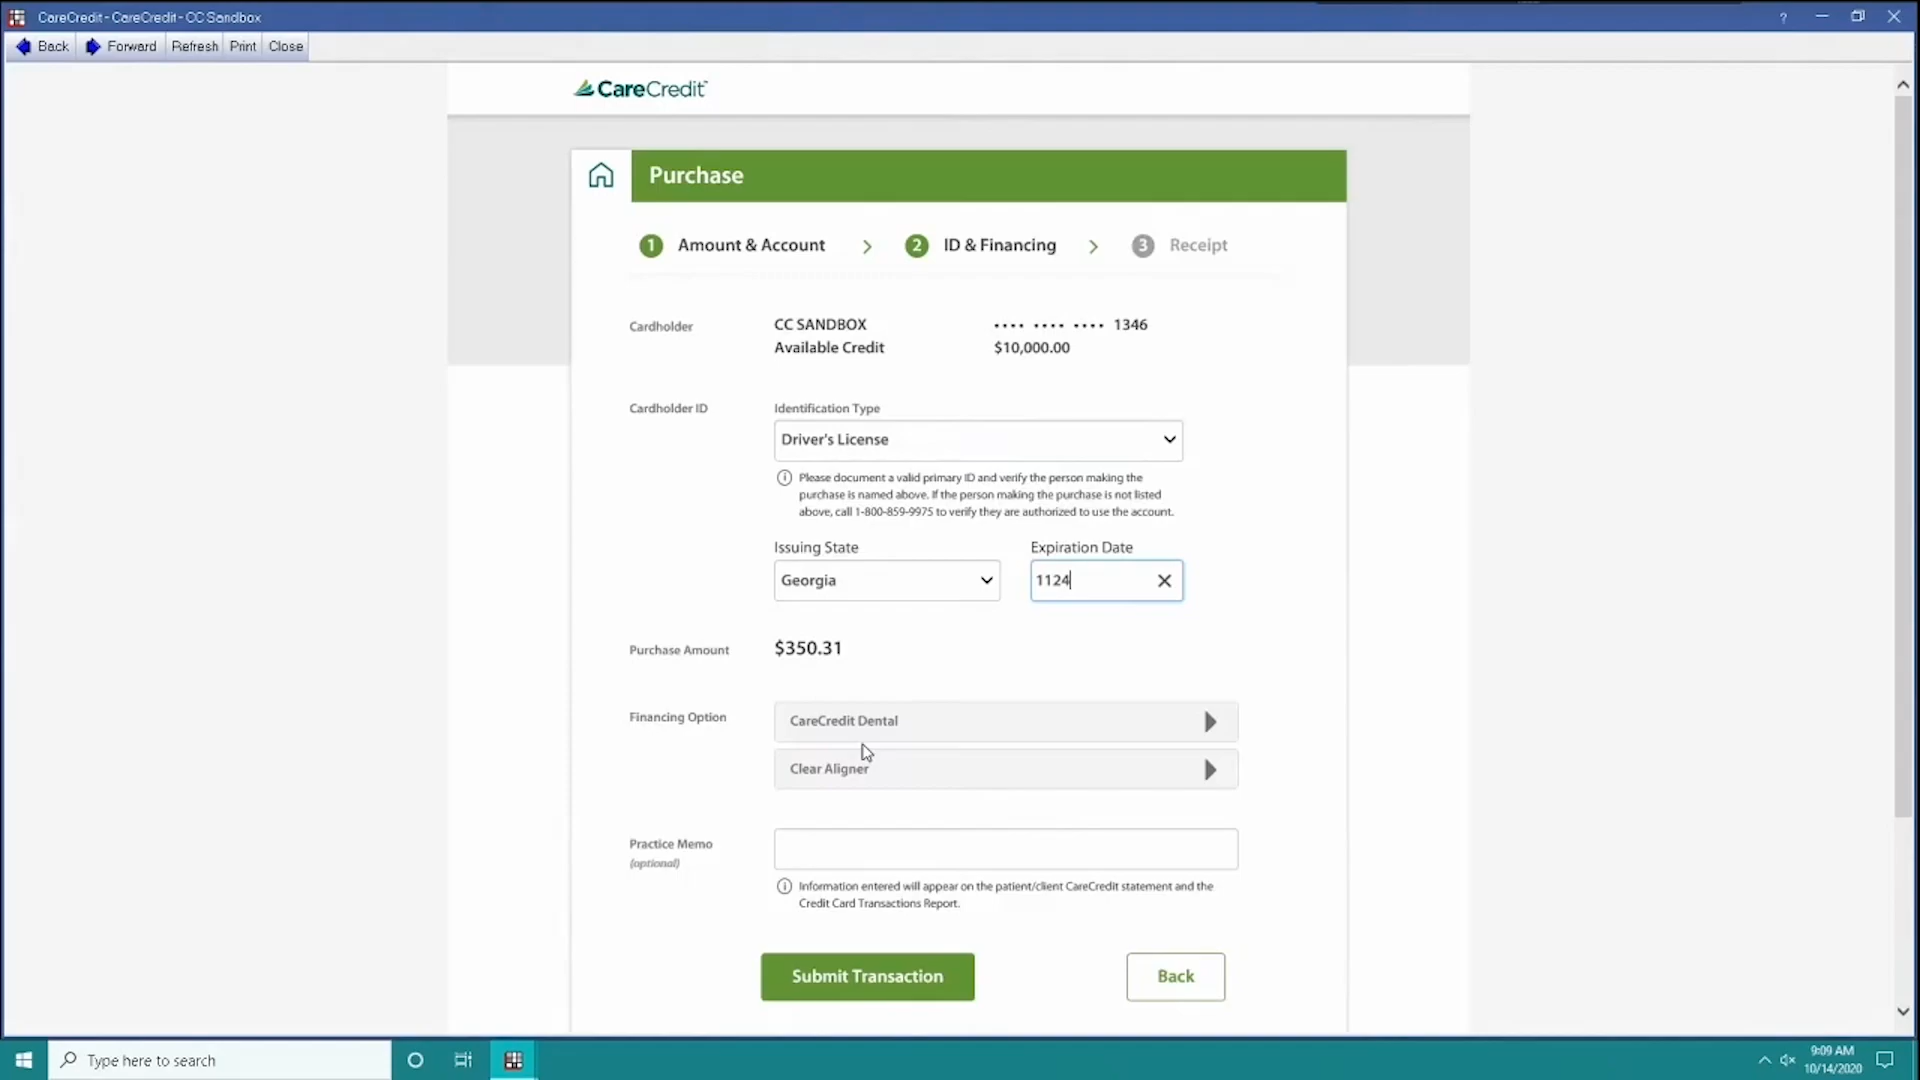 CareCredit - CareCredit - CC Sandbox
?
Back Forward Refresh Print Close
CareCredit
Purchase
1 Amount & Account 2 ID & Financing 3 Receipt
Cardholder CC SANDBOX •••• •••• •••• 1346
Available Credit $10,000.00
Cardholder ID Identification Type
Driver's License
Please document a valid primary ID and verify the person making the
purchase is named above. If the person making the purchase is not listed
above, call 1-800-859-9975 to verify they are authorized to use the account.
Issuing State Expiration Date
Georgia 1124
Purchase Amount $350.31
Financing Option CareCredit Dental
Clear Aligner
Practice Memo
(optional)
Information entered will appear on the patient/client CareCredit statement and the
Credit Card Transactions Report.
Submit Transaction Back
Type here to search
9:09 AM
10/14/2020